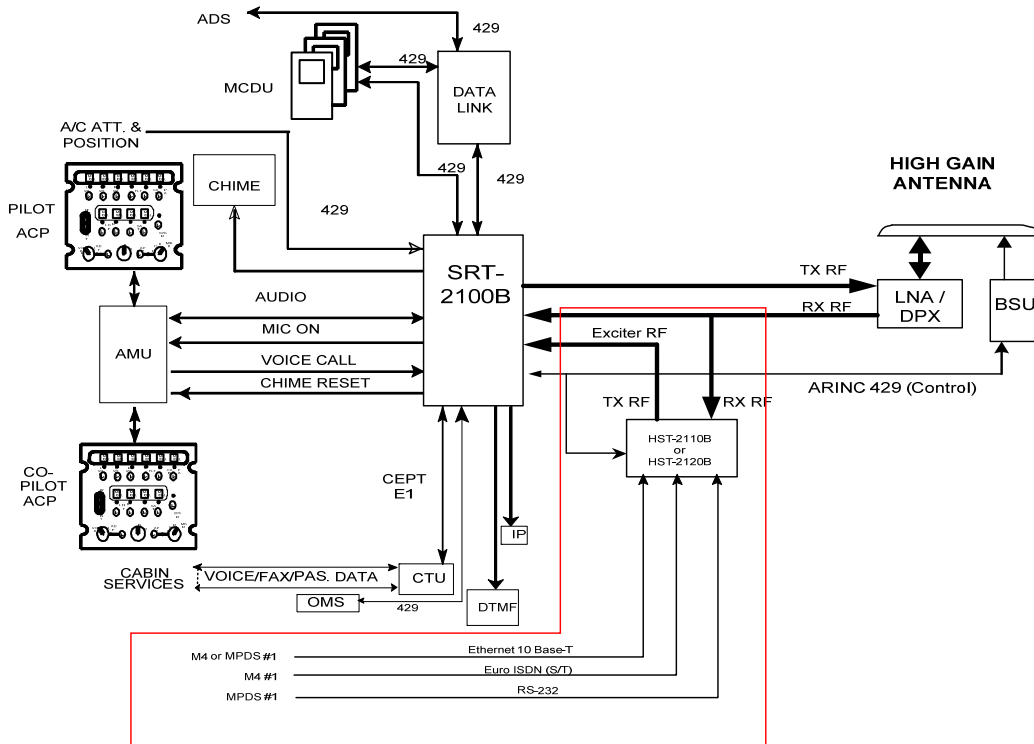 ADS
429
429
MCDU
DATA
LINK
A/C ATT. &
POSITION
429
429
CHIME
429
HIGH GAIN
ANTENNA
PILOT
ACP
SRT-
2100B
TX RF
RX RF
LNA /
DPX
BSU
AUDIO
MIC ON
Exciter RF
AMU
VOICE CALL
CHIME RESET
ARINC 429 (Control)
TX RF
RX RF
HST-2110B
or
HST-2120B
CO-
PILOT
ACP
CEPT
E1
IP
CABIN
SERVICES
VOICE/FAX/PAS. DATA
CTU
OMS
429
DTMF
M4 or MPDS #1
Ethernet 10 Base-T
M4 #1
Euro ISDN (S/T)
MPDS #1
RS-232